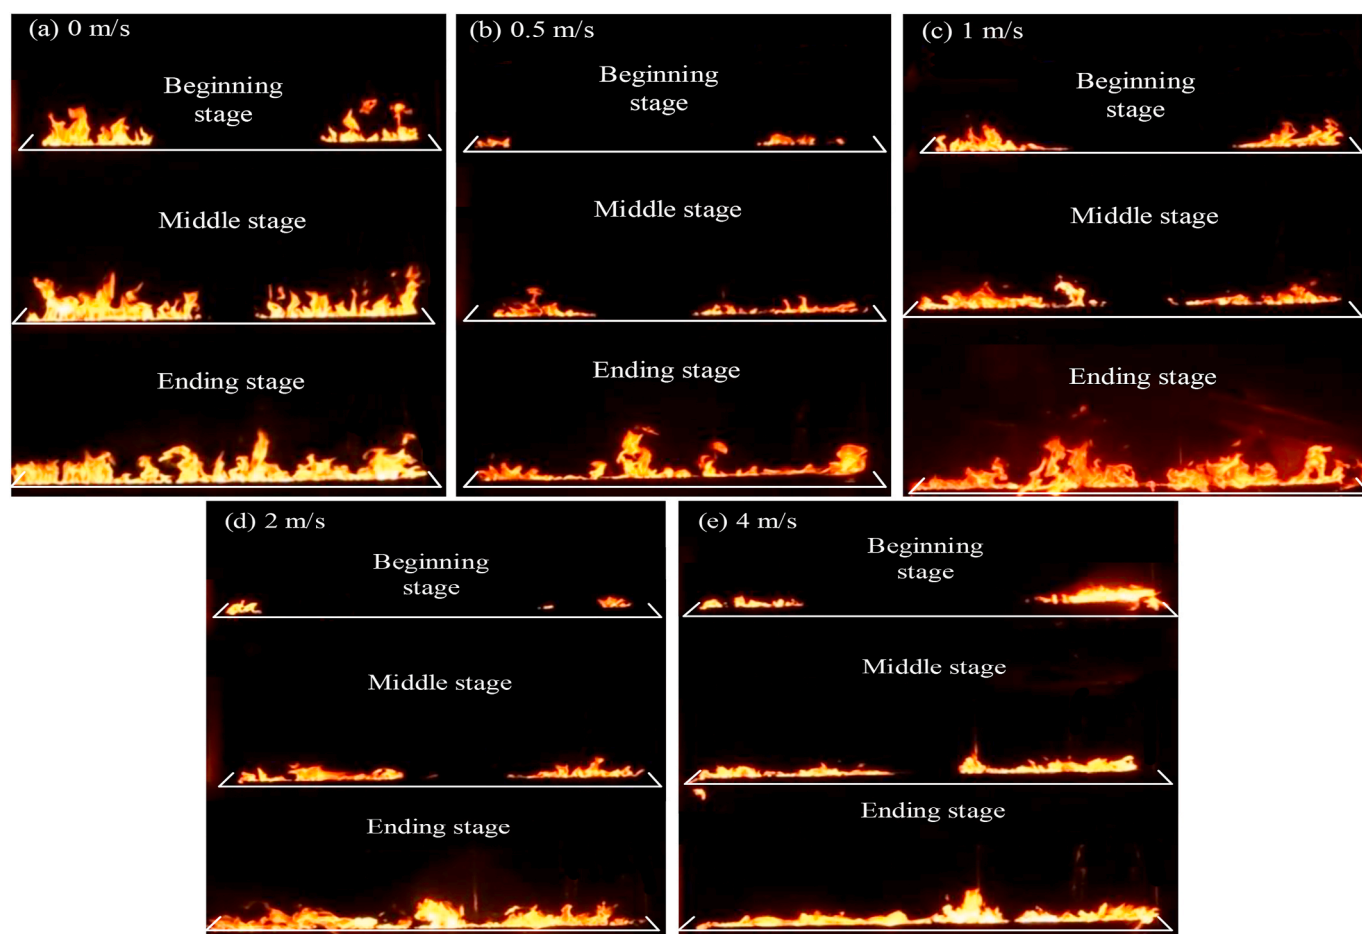 (a) 0 m/s
Beginning
stage
Middle stage
Ending stage
(b) 0.5 m/s
Beginning
stage
Middle stage
Ending stage
(c) 1 m/s
Beginning
stage
Middle stage
Ending stage
(d) 2 m/s
Beginning
stage
Middle stage
Ending stage
(e) 4 m/s
Beginning
stage
Middle stage
Ending stage